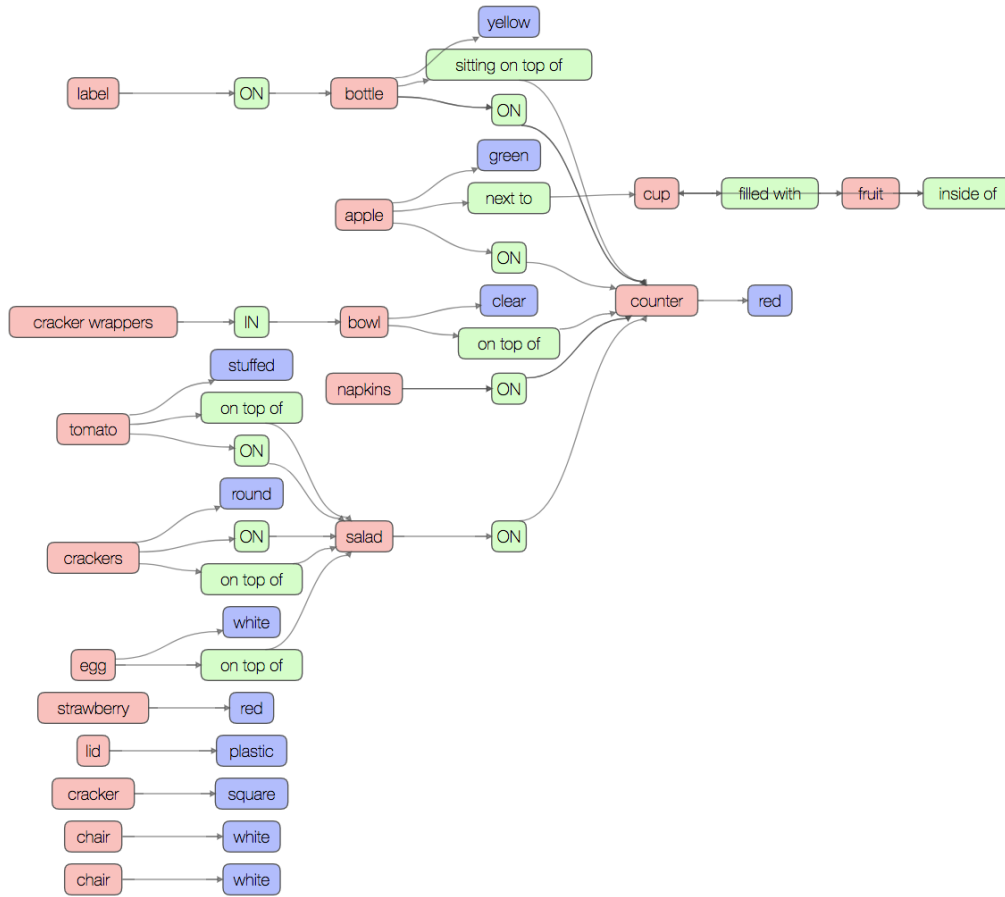 yellow
sitting on top of
label
ON
bottle
ON
green
next to
cup
filled with
fruit
inside of
apple
ON
clear
counter
red
cracker wrappers
IN
bowl
on top of
stuffed
napkins
ON
on top of
tomato
ON
round
crackers
ON
salad
ON
on top of
white
egg
on top of
strawberry
red
lid
plastic
cracker
square
chair
white
chair
white